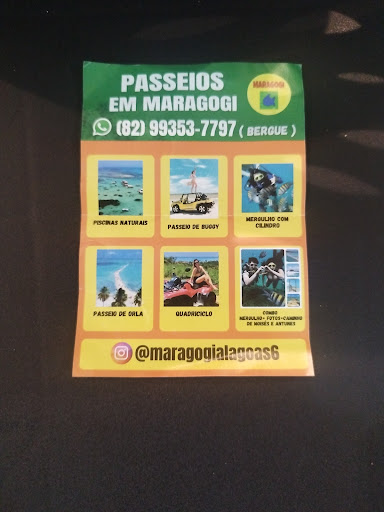 PASSEIOS
EM MARAGOGI
MARAGOGI
(82) 99353-7797 ( BERGUE )
PISCINAS NATURAIS
PASSEIO DE BUGGY
MERGULHO COM
CILINDRO
PASSEIO DE ORLA
QUADRICICLO
COMBO
MERGULHO+ FOTOS+CAMINHO
DE MOISÉS E ANTUNES
@maragogialagoas6